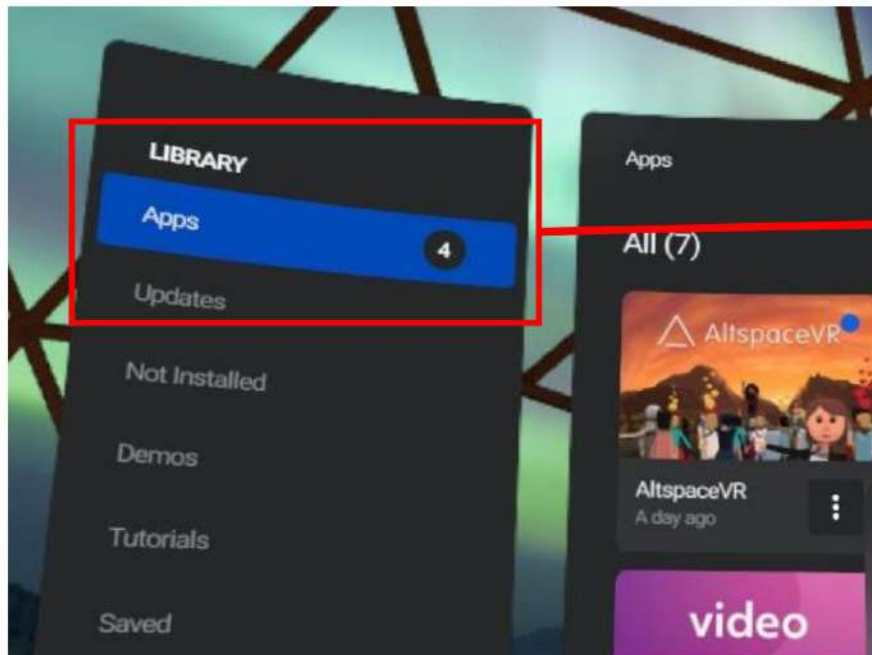 LIBRARY
Apps
4
Updates
Not Installed
Demos
Tutorials
Saved
Apps
All (7)
AltspaceVR
AltspaceVR
A day ago
video